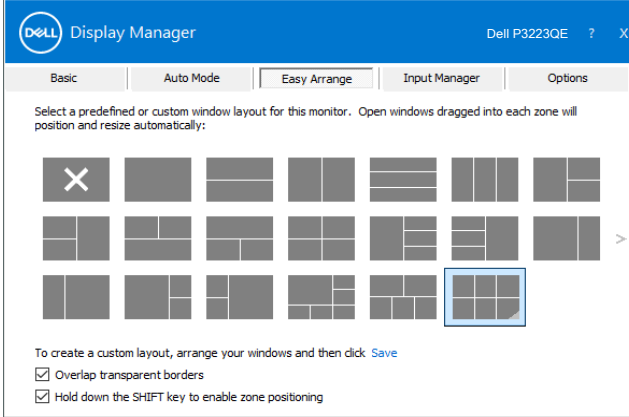 DELL Display Manager Dell P3223QE ? X
Basic Auto Mode Easy Arrange Input Manager Options
Select a predefined or custom window layout for this monitor. Open windows dragged into each zone will
position and resize automatically:
>
To create a custom layout, arrange your windows and then click Save
Overlap transparent borders
Hold down the SHIFT key to enable zone positioning